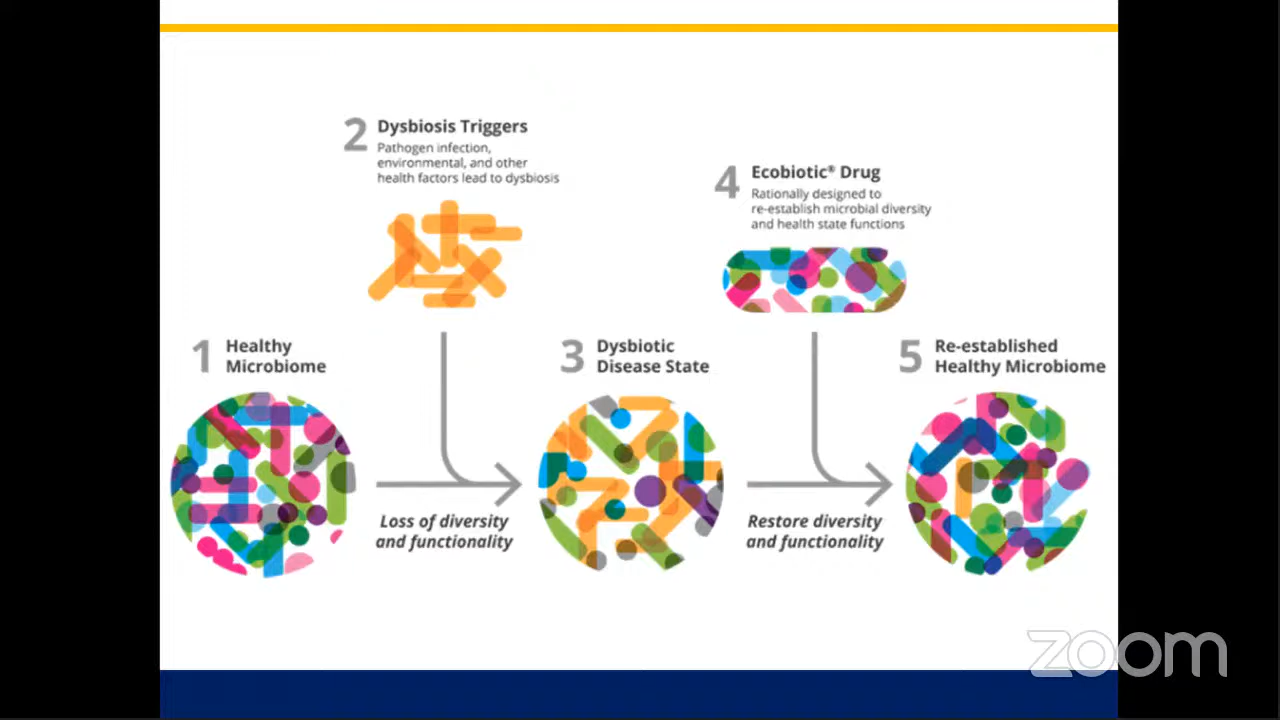 2 Dysbiosis Triggers
Pathogen infection,
environmental, and other
health factors lead to dysbiosis
4 Ecobiotic® Drug
Rationally designed to
re-establish microbial diversity
and health state functions
1 Healthy
Microbiome
3 Dysbiotic
Disease State
5 Re-established
Healthy Microbiome
Loss of diversity
and functionality
Restore diversity
and functionality
zoom